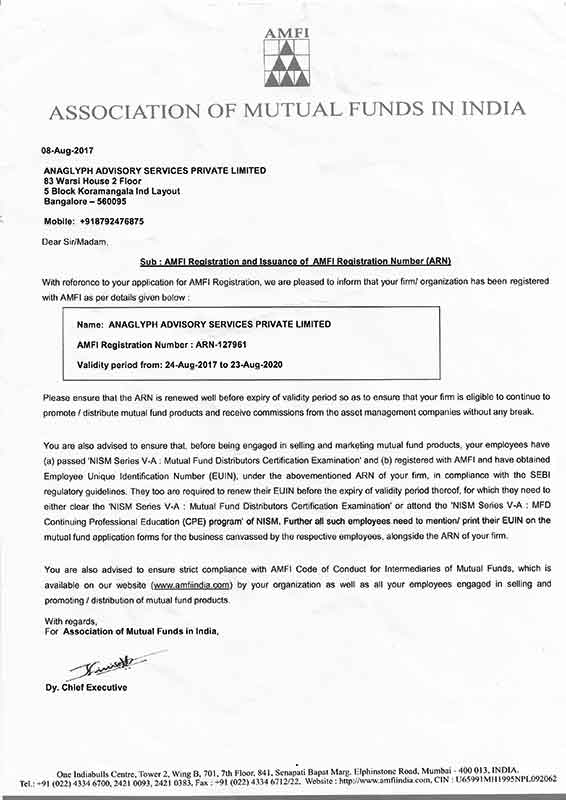 AMFI
ASSOCIATION OF MUTUAL FUNDS IN INDIA
08-Aug-2017
ANAGLYPH ADVISORY SERVICES PRIVATE LIMITED
83 Warsi House 2 Floor
5 Block Koramangala Ind Layout
Bangalore – 560095
Mobile: +918792476875
Dear Sir/Madam,
Sub : AMFI Registration and Issuance of AMFI Registration Number (ARN)
With reference to your application for AMFI Registration, we are pleased to inform that your firm/ organization has been registered
with AMFI as per details given below :
Name: ANAGLYPH ADVISORY SERVICES PRIVATE LIMITED
AMFI Registration Number : ARN-127961
Validity period from: 24-Aug-2017 to 23-Aug-2020
Please ensure that the ARN is renewed well before expiry of validity period so as to ensure that your firm is eligible to continue to
promote / distribute mutual fund products and receive commissions from the asset management companies without any break.
You are also advised to ensure that, before being engaged in selling and marketing mutual fund products, your employees have
(a) passed 'NISM Series V-A : Mutual Fund Distributors Certification Examination' and (b) registered with AMFI and have obtained
Employee Unique Identification Number (EUIN), under the abovementioned ARN of your firm, in compliance with the SEBI
regulatory guidelines. They too are required to renew their EUIN before the expiry of validity period thereof, for which they need to
either clear the 'NISM Series V-A : Mutual Fund Distributors Certification Examination' or attend the 'NISM Series V-A : MFD
Continuing Professional Education (CPE) program' of NISM. Further all such employees need to mention/ print their EUIN on the
mutual fund application forms for the business canvassed by the respective employees, alongside the ARN of your firm.
You are also advised to ensure strict compliance with AMFI Code of Conduct for Intermediaries of Mutual Funds, which is
available on our website (www.amfiindia.com) by your organization as well as all your employees engaged in selling and
promoting / distribution of mutual fund products.
With regards,
For Association of Mutual Funds in India,
Dy. Chief Executive
One Indiabulls Centre, Tower 2, Wing B, 701, 7th Floor, 841, Senapati Bapat Marg, Elphinstone Road, Mumbai - 400 013, INDIA.
Tel.: +91 (022) 4334 6700, 2421 0093, 2421 0383, Fax : +91 (022) 4334 6712/22. Website : http://www.amfiindia.com, CIN : U65991MH1995NPL092062